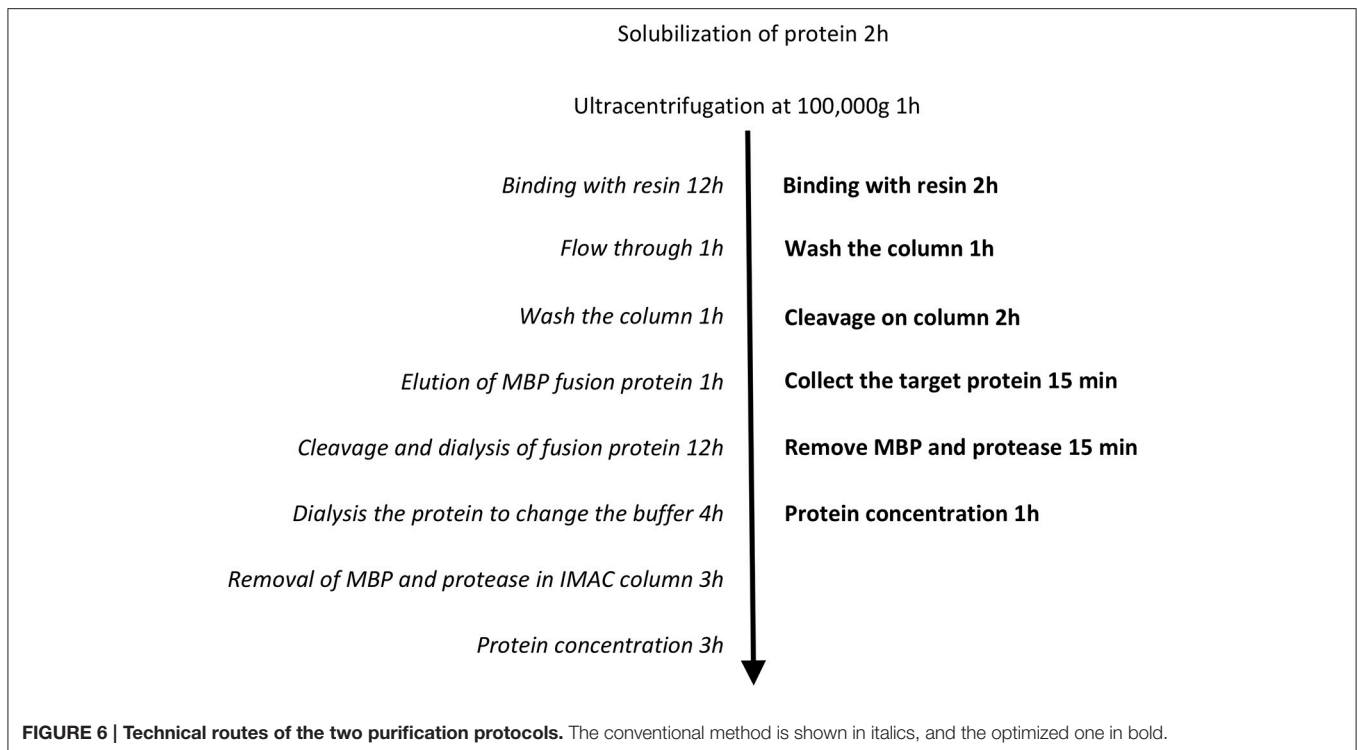 Solubilization of protein 2h
Ultracentrifugation at 100,000g 1h
Binding with resin 12h
Binding with resin 2h
Flow through 1h
Wash the column 1h
Wash the column 1h
Cleavage on column 2h
Elution of MBP fusion protein 1h
Collect the target protein 15 min
Cleavage and dialysis of fusion protein 12h
Remove MBP and protease 15 min
Dialysis the protein to change the buffer 4h
Protein concentration 1h
Removal of MBP and protease in IMAC column 3h
Protein concentration 3h
FIGURE 6 | Technical routes of the two purification protocols. The conventional method is shown in italics, and the optimized one in bold.